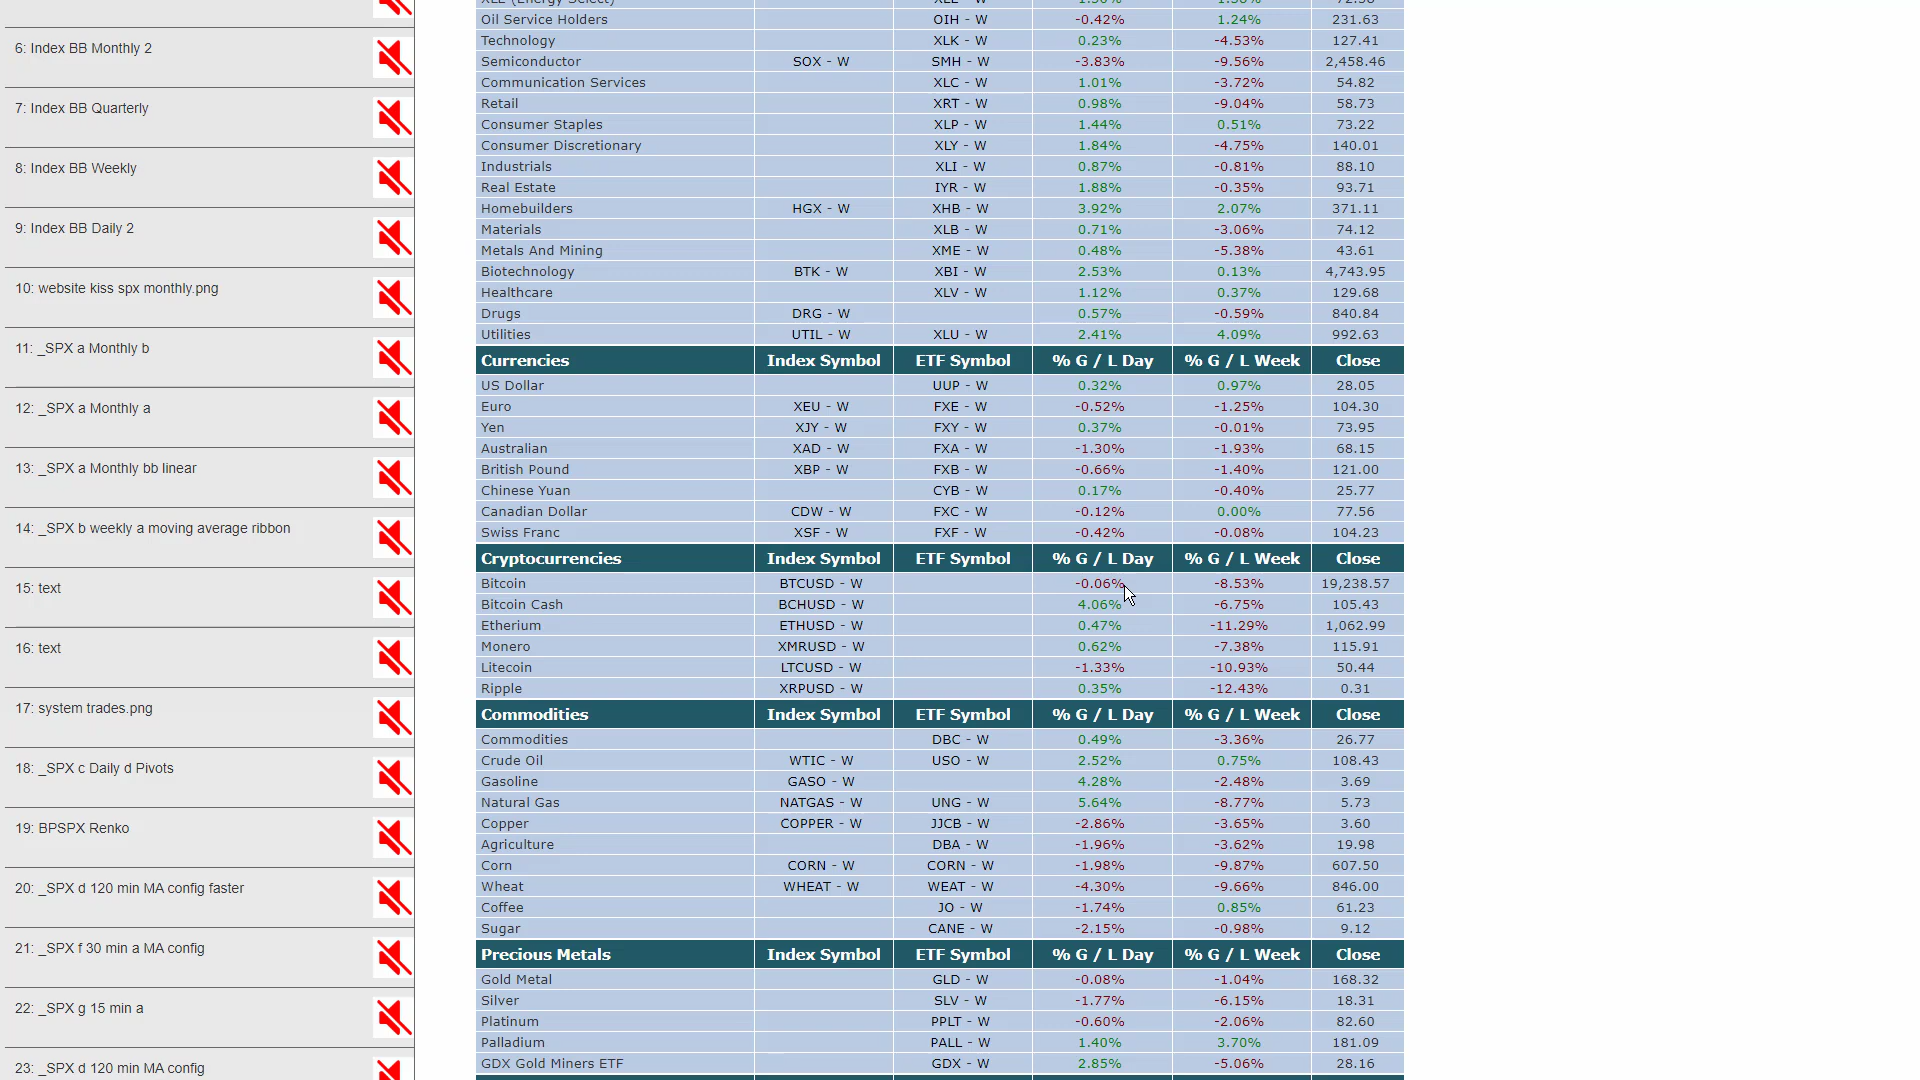 6: Index BB Monthly 2
7: Index BB Quarterly
8: Index BB Weekly
9: Index BB Daily 2
10: website kiss spx monthly.png
11: _SPX a Monthly b
12: _SPX a Monthly a
13: _SPX a Monthly bb linear
14: _SPX b weekly a moving average ribbon
15: text
16: text
17: system trades.png
18: _SPX c Daily d Pivots
19: BPSPX Renko
20: _SPX d 120 min MA config faster
21: _SPX f 30 min a MA config
22: _SPX g 15 min a
23: _SPX d 120 min MA config
Oil Service Holders OIH - W -0.42% 1.24% 231.63
Technology XLK - W 0.23% -4.53% 127.41
Semiconductor SOX - W SMH - W -3.83% -9.56% 2,458.46
Communication Services XLC - W 1.01% -3.72% 54.82
Retail XRT - W 0.98% -9.04% 58.73
Consumer Staples XLP - W 1.44% 0.51% 73.22
Consumer Discretionary XLY - W 1.84% -4.75% 140.01
Industrials XLI - W 0.87% -0.81% 88.10
Real Estate IYR - W 1.88% -0.35% 93.71
Homebuilders HGX - W XHB - W 3.92% 2.07% 371.11
Materials XLB - W 0.71% -3.06% 74.12
Metals And Mining XME - W 0.48% -5.38% 43.61
Biotechnology BTK - W XBI - W 2.53% 0.13% 4,743.95
Healthcare XLV - W 1.12% 0.37% 129.68
Drugs DRG - W 0.57% -0.59% 840.84
Utilities UTIL - W XLU - W 2.41% 4.09% 992.63
Currencies Index Symbol ETF Symbol % G / L Day % G / L Week Close
US Dollar UUP - W 0.32% 0.97% 28.05
Euro XEU - W FXE - W -0.52% -1.25% 104.30
Yen XJY - W FXY - W 0.37% -0.01% 73.95
Australian XAD - W FXA - W -1.30% -1.93% 68.15
British Pound XBP - W FXB - W -0.66% -1.40% 121.00
Chinese Yuan CYB - W 0.17% -0.40% 25.77
Canadian Dollar CDW - W FXC - W -0.12% 0.00% 77.56
Swiss Franc XSF - W FXF - W -0.42% -0.08% 104.23
Cryptocurrencies Index Symbol ETF Symbol % G / L Day % G / L Week Close
Bitcoin BTCUSD - W -0.06% -8.53% 19,238.57
Bitcoin Cash BCHUSD - W 4.06% -6.75% 105.43
Etherium ETHUSD - W 0.47% -11.29% 1,062.99
Monero XMRUSD - W 0.62% -7.38% 115.91
Litecoin LTCUSD - W -1.33% -10.93% 50.44
Ripple XRPUSD - W 0.35% -12.43% 0.31
Commodities Index Symbol ETF Symbol % G / L Day % G / L Week Close
Commodities DBC - W 0.49% -3.36% 26.77
Crude Oil WTIC - W USO - W 2.52% 0.75% 108.43
Gasoline GASO - W 4.28% -2.48% 3.69
Natural Gas NATGAS - W UNG - W 5.64% -8.77% 5.73
Copper COPPER - W JJCB - W -2.86% -3.65% 3.60
Agriculture DBA - W -1.96% -3.62% 19.98
Corn CORN - W CORN - W -1.98% -9.87% 607.50
Wheat WHEAT - W WEAT - W -4.30% -9.66% 846.00
Coffee JO - W -1.74% 0.85% 61.23
Sugar CANE - W -2.15% -0.98% 9.12
Precious Metals Index Symbol ETF Symbol % G / L Day % G / L Week Close
Gold Metal GLD - W -0.08% -1.04% 168.32
Silver SLV - W -1.77% -6.15% 18.31
Platinum PPLT - W -0.60% -2.06% 82.60
Palladium PALL - W 1.40% 3.70% 181.09
GDX Gold Miners ETF GDX - W 2.85% -5.06% 28.16